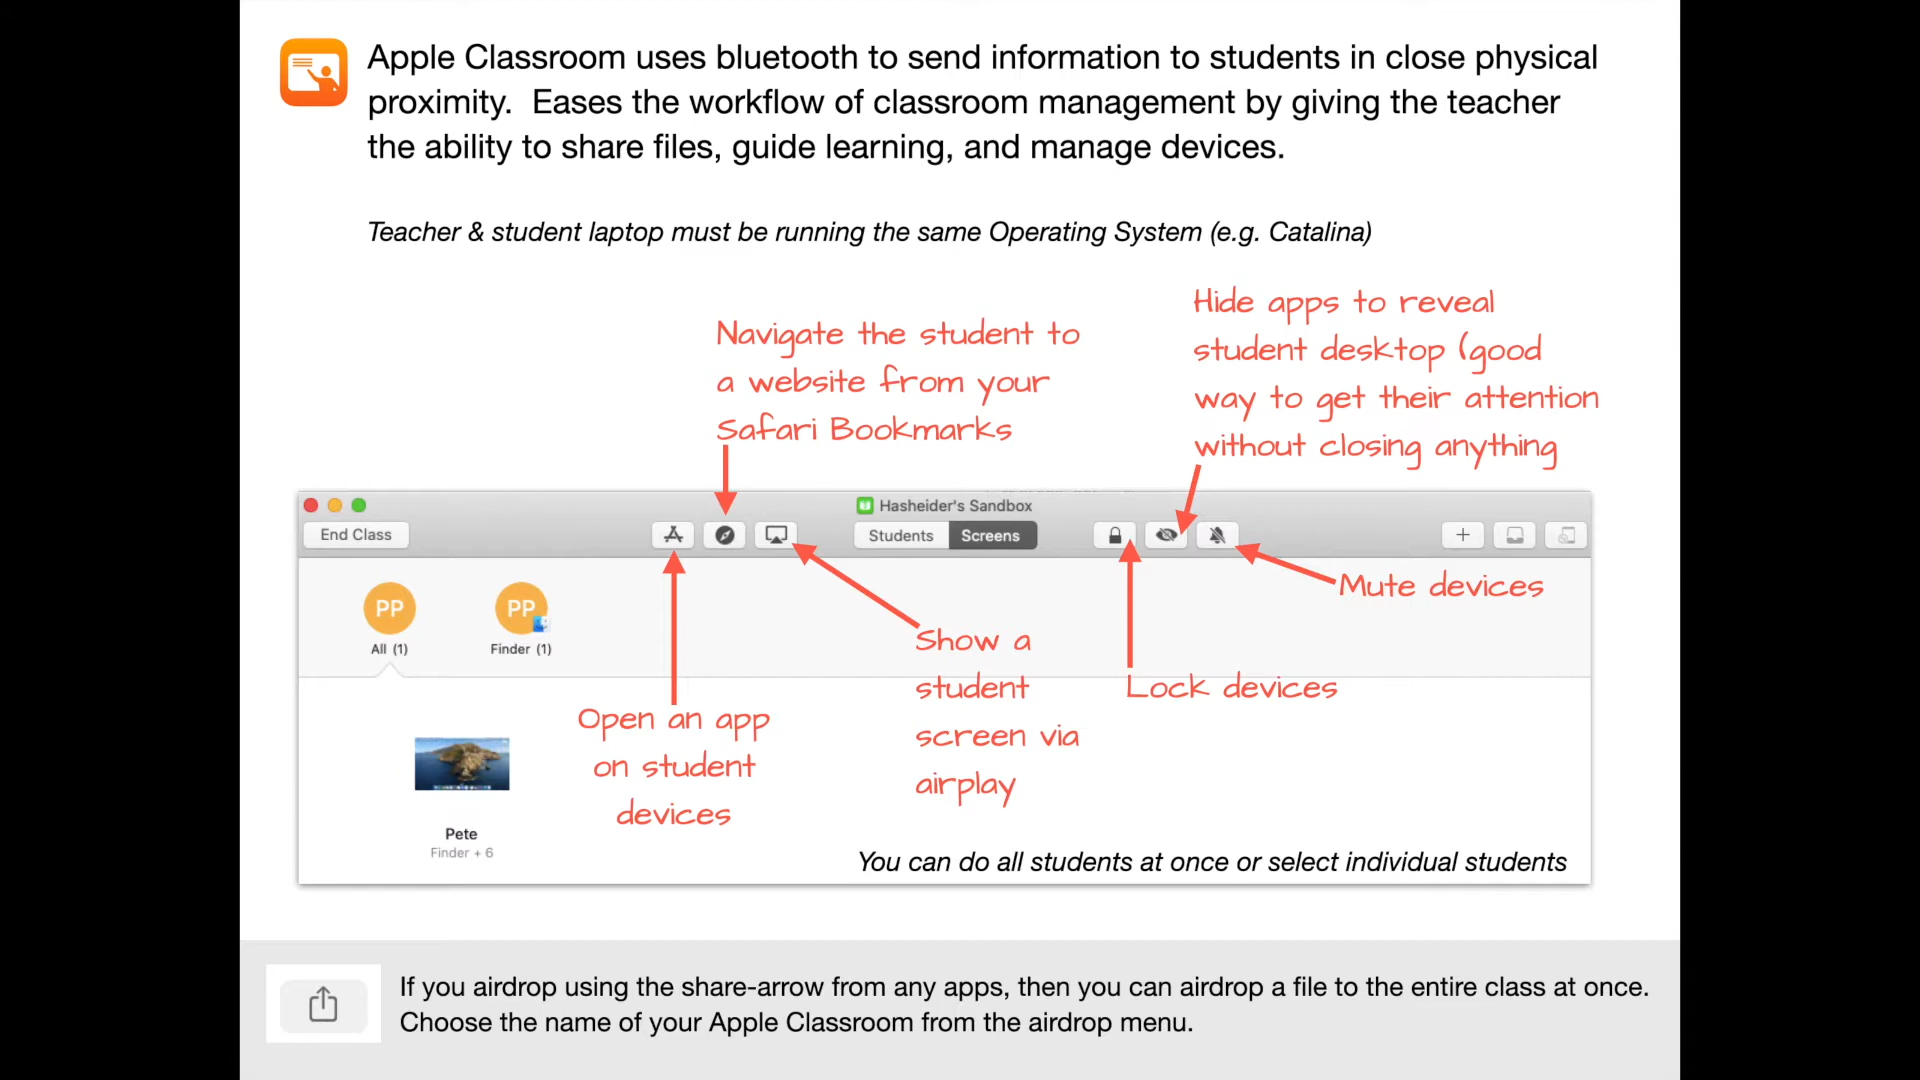 Apple Classroom uses bluetooth to send information to students in close physical
proximity.  Eases the workflow of classroom management by giving the teacher
the ability to share files, guide learning, and manage devices.
Teacher & student laptop must be running the same Operating System (e.g. Catalina)
Navigate the student to
a website from your
Safari Bookmarks
Hide apps to reveal
student desktop (good
way to get their attention
without closing anything
Hasheider's Sandbox
End Class
Students
Screens
PP
All (1)
PP
Finder (1)
Mute devices
Show a
student
screen via
airplay
Lock devices
Open an app
on student
devices
Pete
Finder + 6
You can do all students at once or select individual students
If you airdrop using the share-arrow from any apps, then you can airdrop a file to the entire class at once.
Choose the name of your Apple Classroom from the airdrop menu.